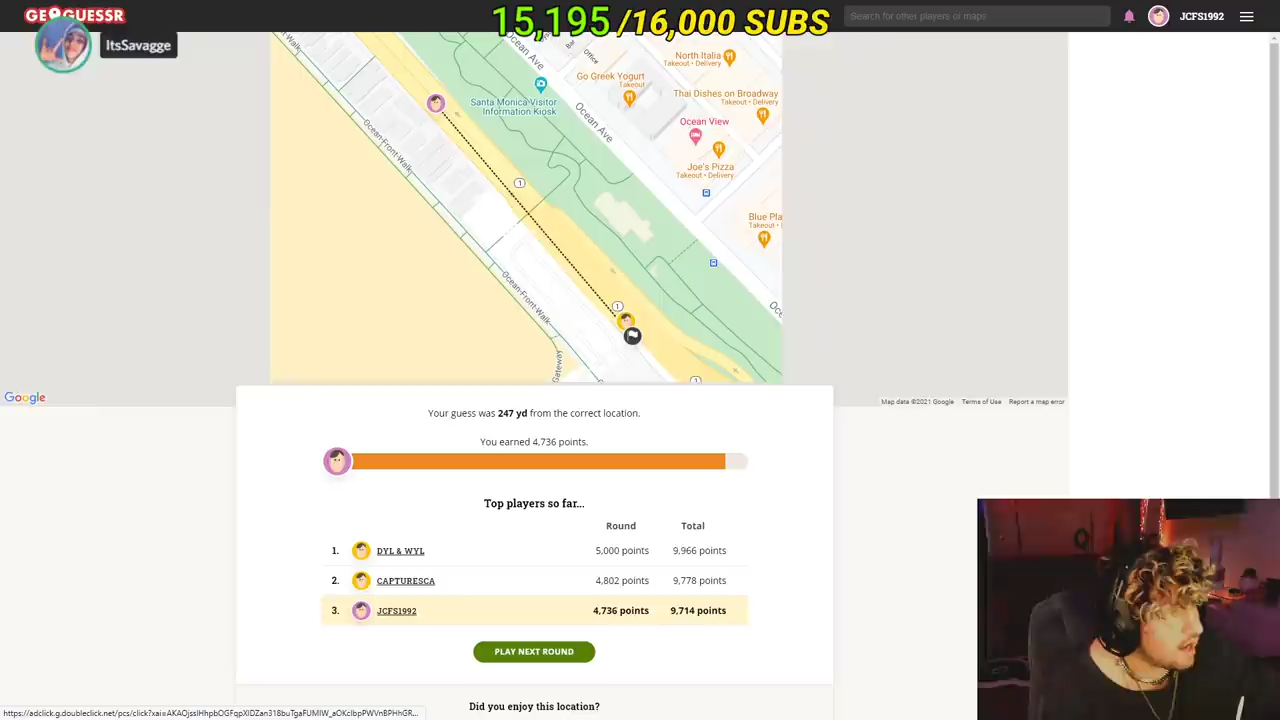 GEOGUESSR
15,195/16,000 SUBS
Search for other players or maps
JCFS1992
ItsSavagge
Ocean Ave
Office
North Italia
Takeout • Delivery
Go Greek Yogurt
Takeout
Thai Dishes on Broadway
Takeout • Delivery
Santa Monica Visitor
Information Kiosk
Ocean Ave
Ocean View
Ocean Front Walk
Joe's Pizza
Takeout • Delivery
1
Blue Pla
Takeout •
Ocean Front Walk
1
Gateway
1
Google
Map data ©2021 Google
Terms of Use
Report a map error
Your guess was 247 yd from the correct location.
You earned 4,736 points.
Top players so far...
Round Total
1. DYL & WYL 5,000 points 9,966 points
2. CAPTURESCA 4,802 points 9,778 points
3. JCFS1992 4,736 points 9,714 points
PLAY NEXT ROUND
Did you enjoy this location?